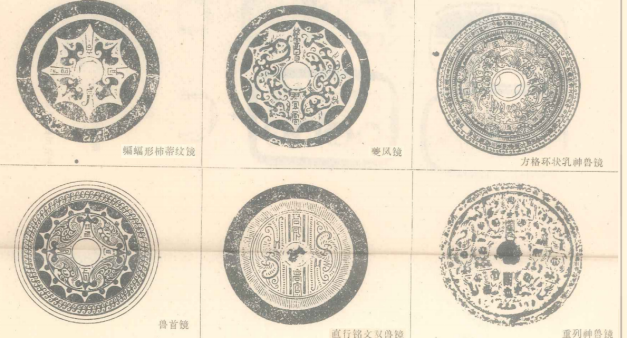 蝙蝠形柿蒂纹镜
夔凤镜
方格环状乳神兽镜
兽首镜
直行铭文双兽镜
重列神兽镜